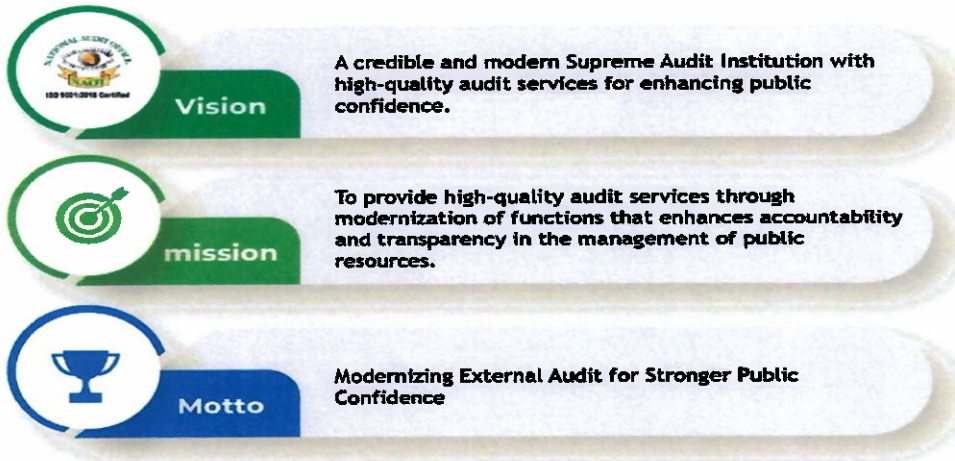 NATIONAL AUDIT OFFICE
NAOT
ISO 9001:2015 Certified
Vision
A credible and modern Supreme Audit Institution with
high-quality audit services for enhancing public
confidence.
mission
To provide high-quality audit services through
modernization of functions that enhances accountability
and transparency in the management of public
resources.
Motto
Modernizing External Audit for Stronger Public
Confidence